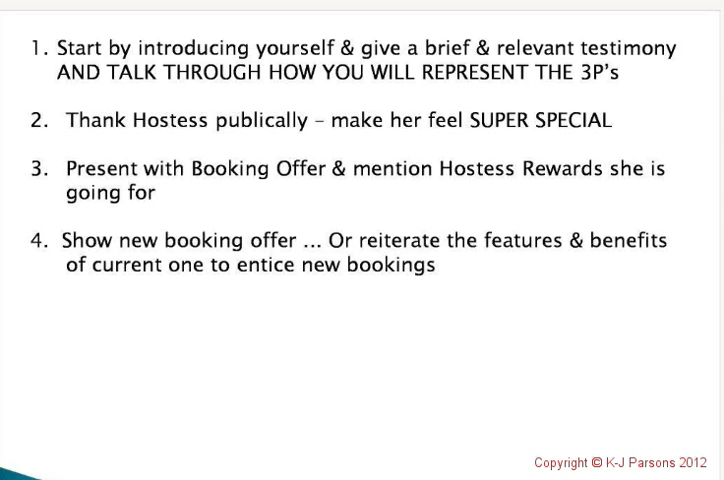 1. Start by introducing yourself & give a brief & relevant testimony
AND TALK THROUGH HOW YOU WILL REPRESENT THE 3P's
2. Thank Hostess publically – make her feel SUPER SPECIAL
3. Present with Booking Offer & mention Hostess Rewards she is
going for
4. Show new booking offer ... Or reiterate the features & benefits
of current one to entice new bookings
Copyright © K-J Parsons 2012